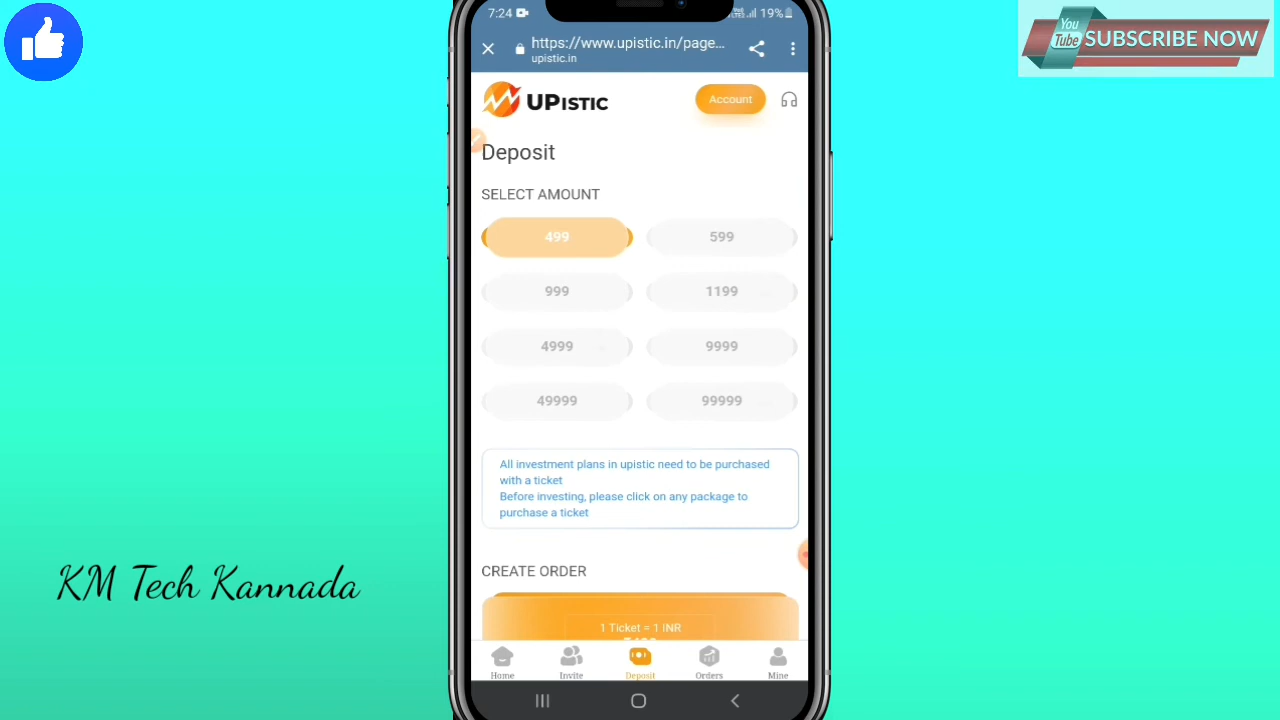 7:24
19%
You
Tube
SUBSCRIBE NOW
https://www.upistic.in/page...
upistic.in
UPISTIC
Account
Deposit
SELECT AMOUNT
499
599
999
1199
4999
9999
49999
99999
All investment plans in upistic need to be purchased
with a ticket
Before investing, please click on any package to
purchase a ticket
KM Tech Kannada
CREATE ORDER
1 Ticket = 1 INR
Home
Invite
Deposit
Orders
Mine